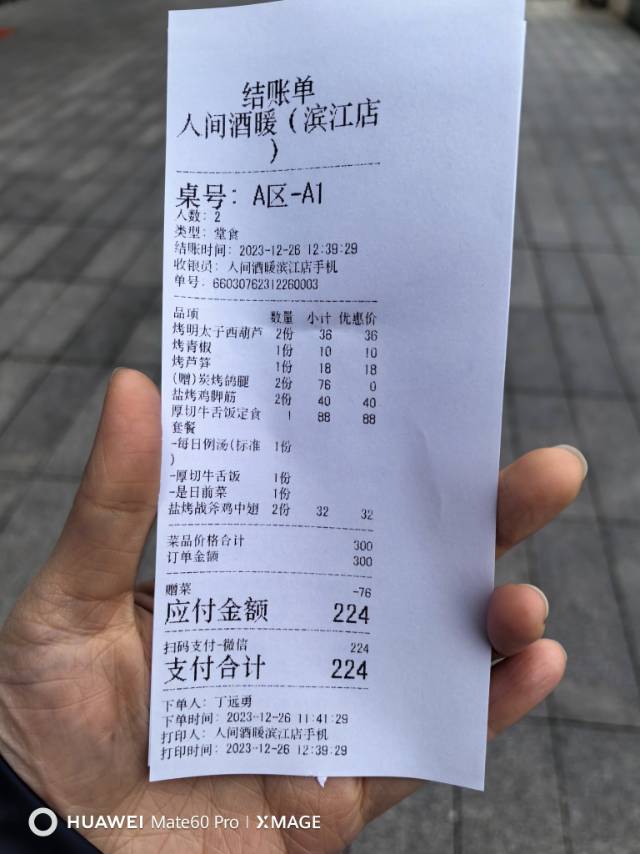 结账单
人间酒暖（滨江店
）
桌号：A区-A1
人数：2
类型：堂食
结账时间：2023-12-26 12:39:29
收银员：人间酒暖滨江店手机
单号：66030762312260003
品项 数量 小计 优惠价
烤明太子西葫芦 2份 36 36
烤青椒 1份 10 10
烤芦笋 1份 18 18
(赠)炭烤鸽腿 2份 76 0
盐烤鸡脚筋 2份 40 40
厚切牛舌饭定食 1 88 88
套餐
-每日例汤(标准 1份
)
-厚切牛舌饭 1份
-是日前菜 1份
盐烤战斧鸡中翅 2份 32 32
菜品价格合计 300
订单金额 300
赠菜 -76
应付金额 224
扫码支付-微信 224
支付合计 224
下单人：丁远勇
下单时间：2023-12-26 11:41:29
打印人：人间酒暖滨江店手机
打印时间：2023-12-26 12:39:29
HUAWEI Mate60 Pro | XMAGE